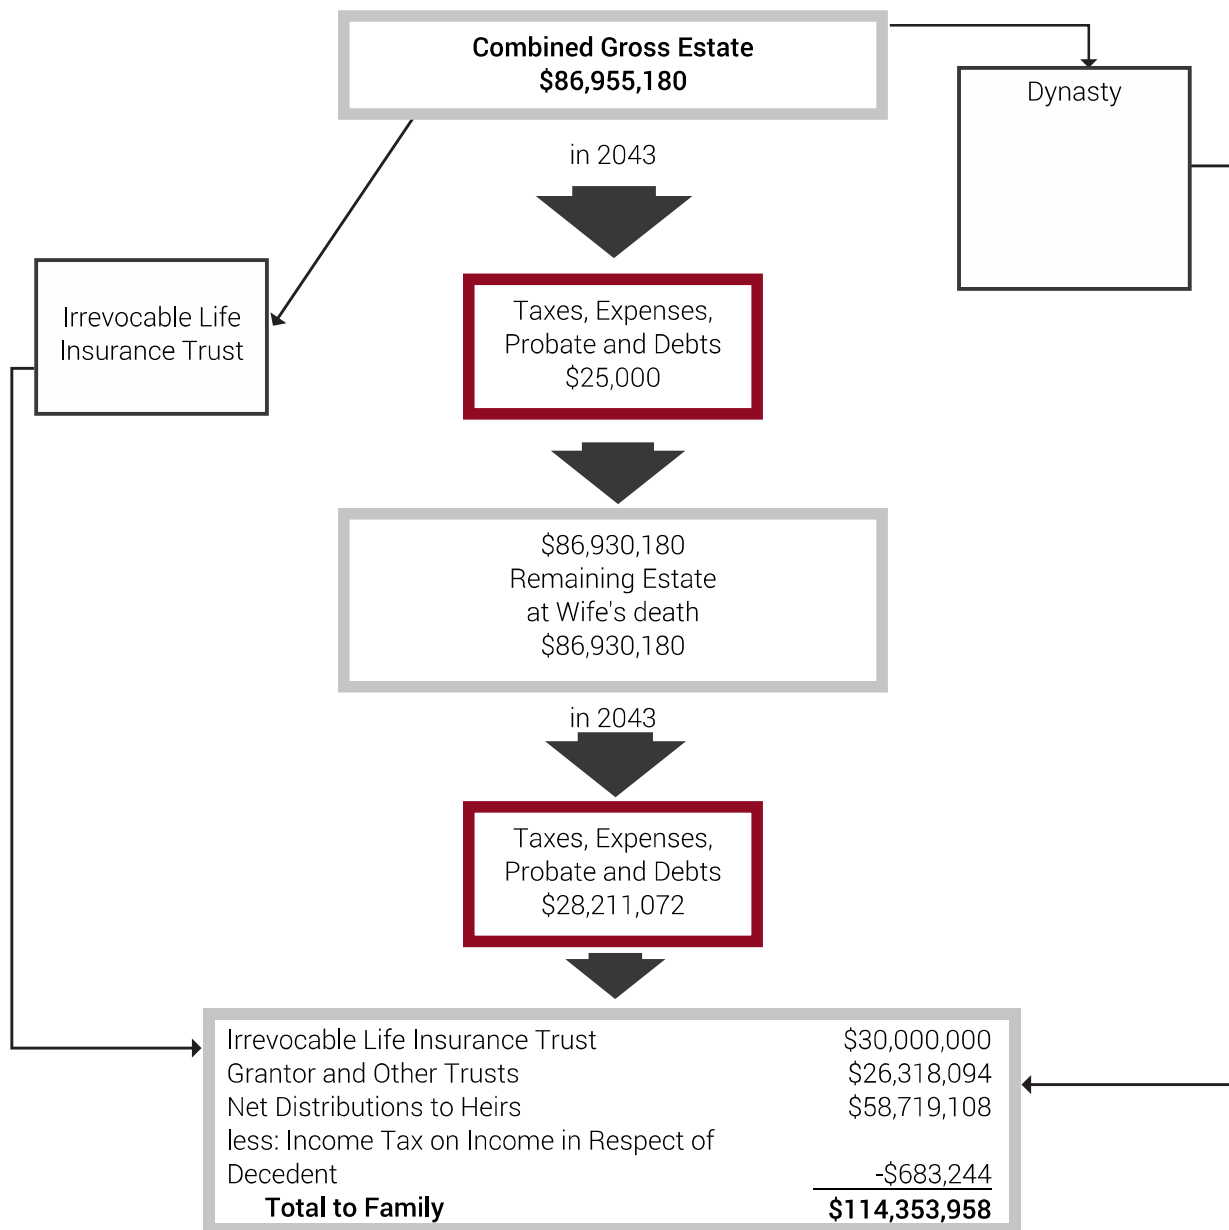 Combined Gross Estate
$86,955,180
Dynasty
in 2043
Irrevocable Life
Insurance Trust
Taxes, Expenses,
Probate and Debts
$25,000
$86,930,180
Remaining Estate
at Wife's death
$86,930,180
in 2043
Taxes, Expenses,
Probate and Debts
$28,211,072
Irrevocable Life Insurance Trust $30,000,000
Grantor and Other Trusts $26,318,094
Net Distributions to Heirs $58,719,108
less: Income Tax on Income in Respect of
Decedent -$683,244
Total to Family $114,353,958